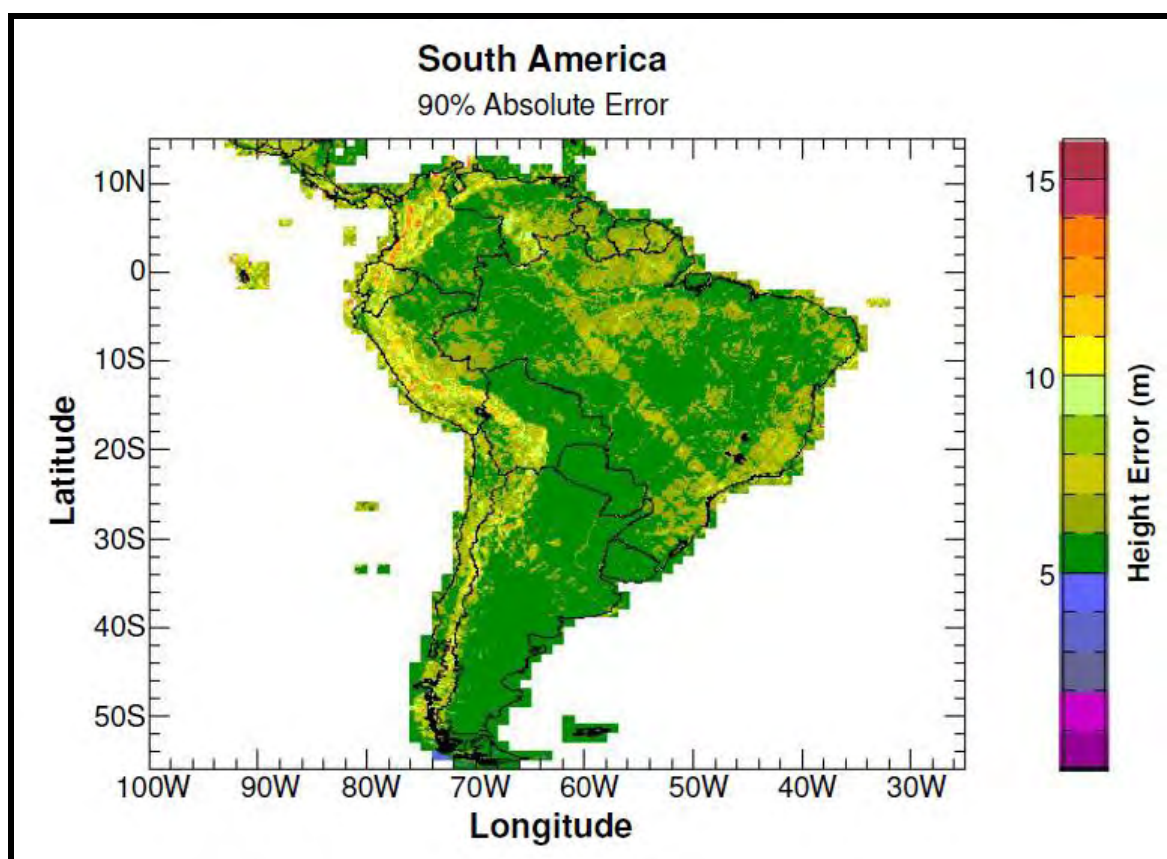 South America
90% Absolute Error
10N
0
10S
20S
30S
40S
50S
Latitude
100W 90W 80W 70W 60W 50W 40W 30W
Longitude
15
10
5
Height Error (m)